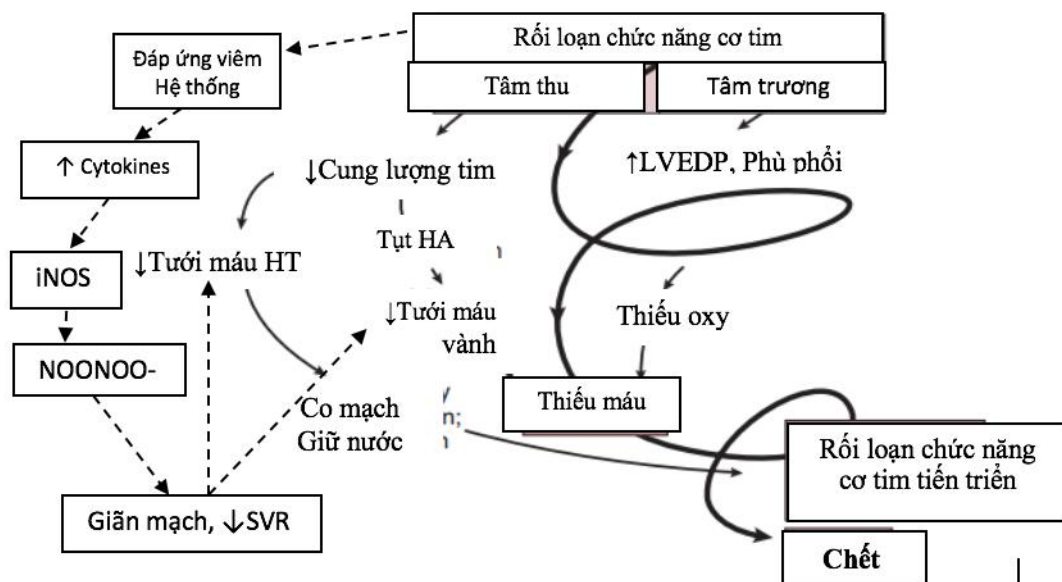 Rối loạn chức năng cơ tim
Tâm thu
Tâm trương
Đáp ứng viêm
Hệ thống
↑ Cytokines
iNOS
NOONOO-
Giãn mạch, ↓SVR
↓Cung lượng tim
Tụt HA
↓Tưới máu HT
↓Tưới máu
vành
Co mạch
Giữ nước
↑LVEDP, Phù phổi
Thiếu oxy
Thiếu máu
Rối loạn chức năng
cơ tim tiến triển
Chết